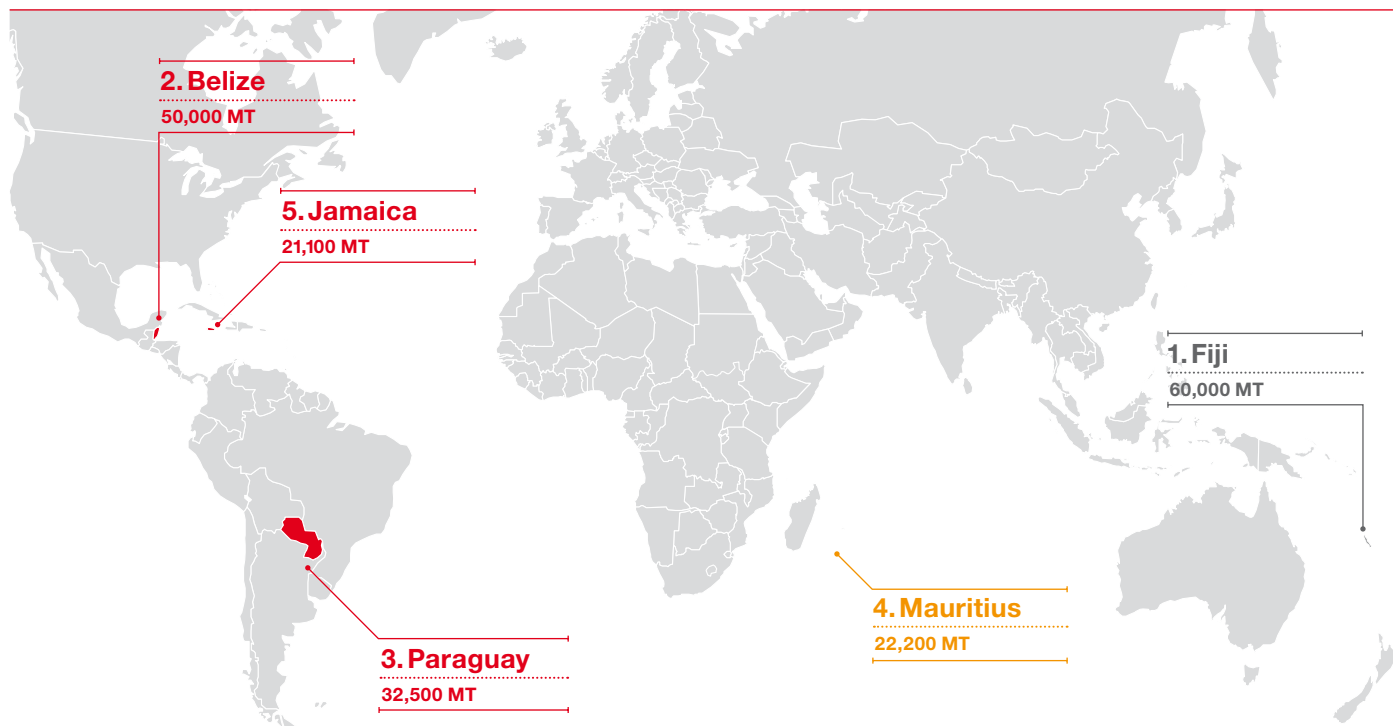 2. Belize
50,000 MT
5. Jamaica
21,100 MT
1. Fiji
60,000 MT
4. Mauritius
22,200 MT
3. Paraguay
32,500 MT